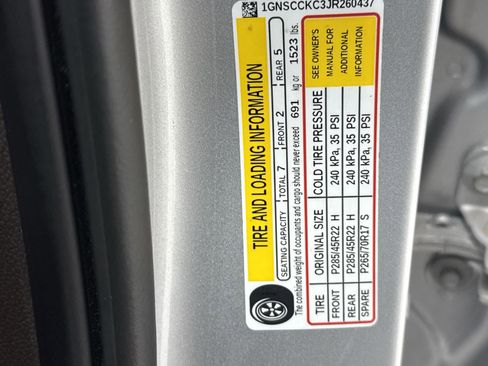 1GNSCCKC3JR260437
TIRE AND LOADING INFORMATION
SEATING CAPACITY TOTAL 7 FRONT 2 REAR 5
The combined weight of occupants and cargo should never exceed 691 kg or 1523 lbs.
TIRE ORIGINAL SIZE COLD TIRE PRESSURE
FRONT P285/45R22 H 240 kPa, 35 PSI
REAR P285/45R22 H 240 kPa, 35 PSI
SPARE P265/70R17 S 240 kPa, 35 PSI
SEE OWNER'S
MANUAL FOR
ADDITIONAL
INFORMATION